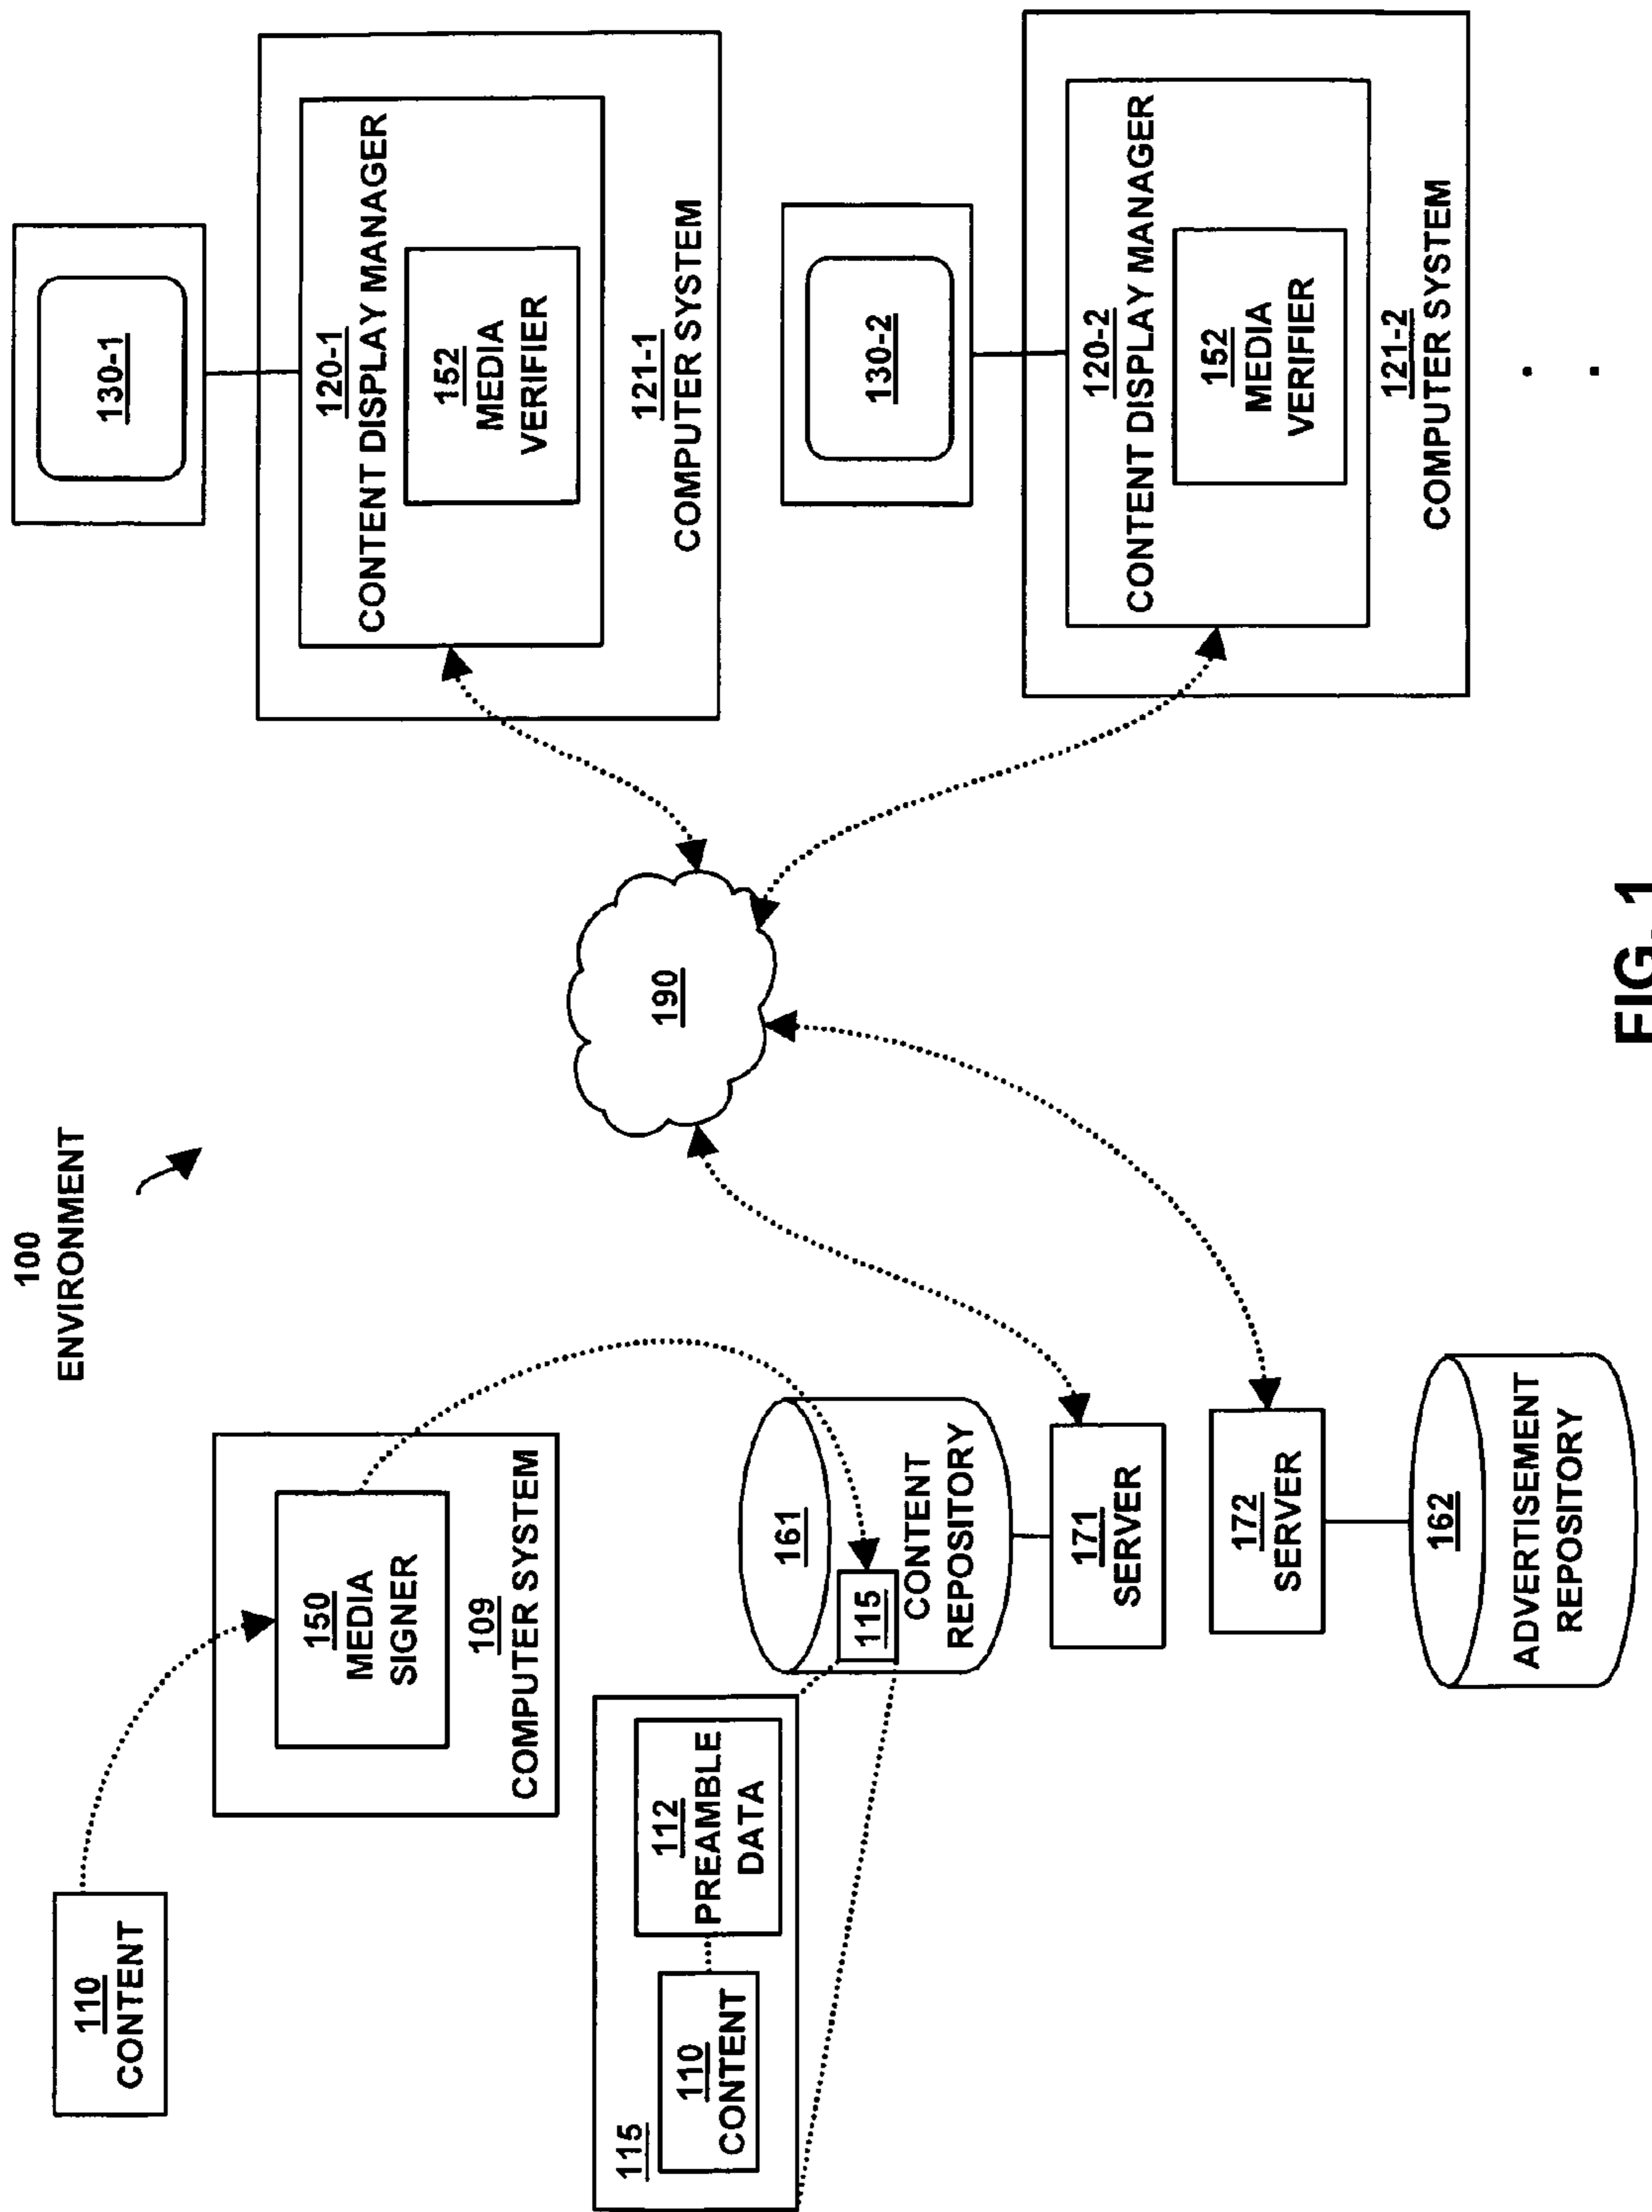 100
ENVIRONMENT
110
CONTENT
150
MEDIA
SIGNER
109
COMPUTER SYSTEM
115
110
CONTENT
112
PREAMBLE
DATA
161
115
CONTENT
REPOSITORY
171
SERVER
172
SERVER
162
ADVERTISEMENT
REPOSITORY
190
130-1
120-1
CONTENT DISPLAY MANAGER
152
MEDIA
VERIFIER
121-1
COMPUTER SYSTEM
130-2
120-2
CONTENT DISPLAY MANAGER
152
MEDIA
VERIFIER
121-2
COMPUTER SYSTEM
FIG. 1